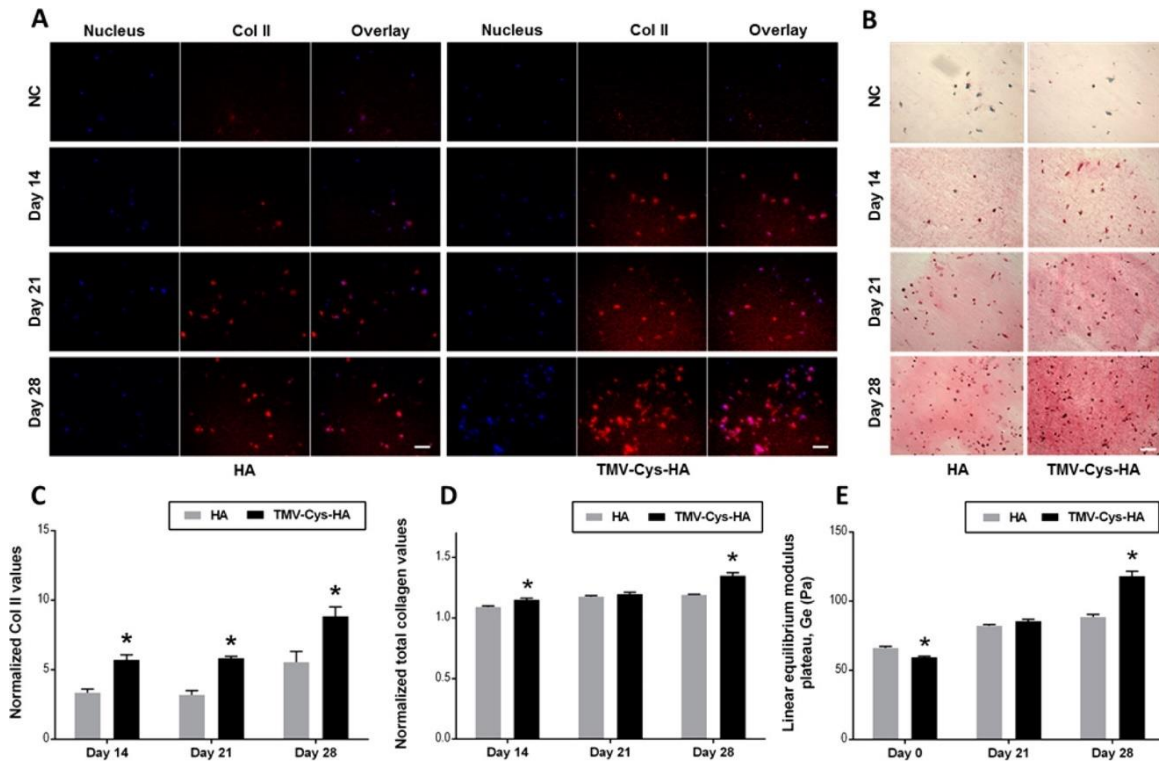 A
B
Nucleus Col II Overlay Nucleus Col II Overlay
NC
Day 14
Day 21
Day 28
HA TMV-Cys-HA
HA TMV-Cys-HA
C
HA TMV-Cys-HA
Normalized Col II values
15
10
5
0
* * *
Day 14 Day 21 Day 28
D
HA TMV-Cys-HA
Normalized total collagen values
1.5
1.0
0.5
0.0
* *
Day 14 Day 21 Day 28
E
HA TMV-Cys-HA
Linear equilibrium modulus
plateau, Ge (Pa)
150
100
50
0
* *
Day 0 Day 21 Day 28
NC
Day 14
Day 21
Day 28